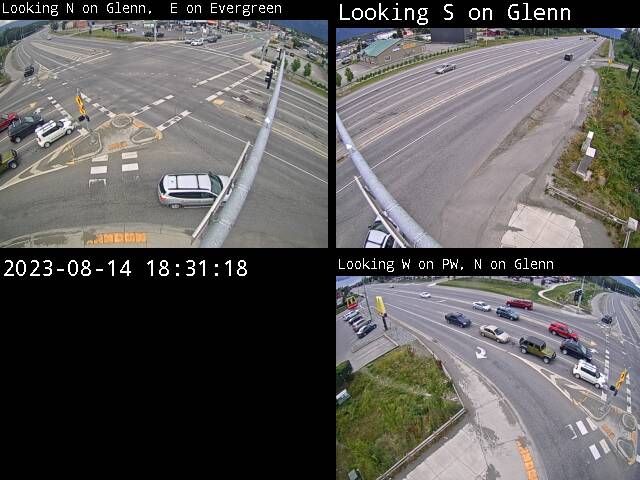 Looking N on Glenn,  E on Evergreen
Looking S on Glenn
2023-08-14 18:31:18
Looking W on PW, N on Glenn